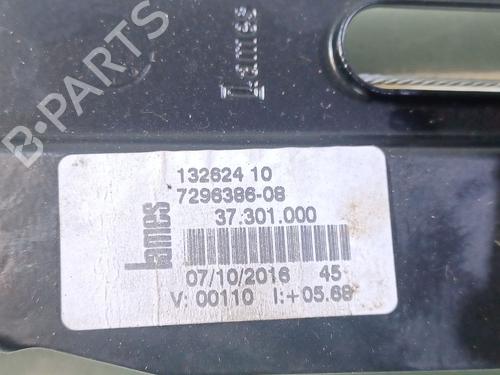 B-PARTS
Lames
Lames
132624 10
7296386-08
37.301.000
07/10/2016 45
V: 00110 I:+05.68